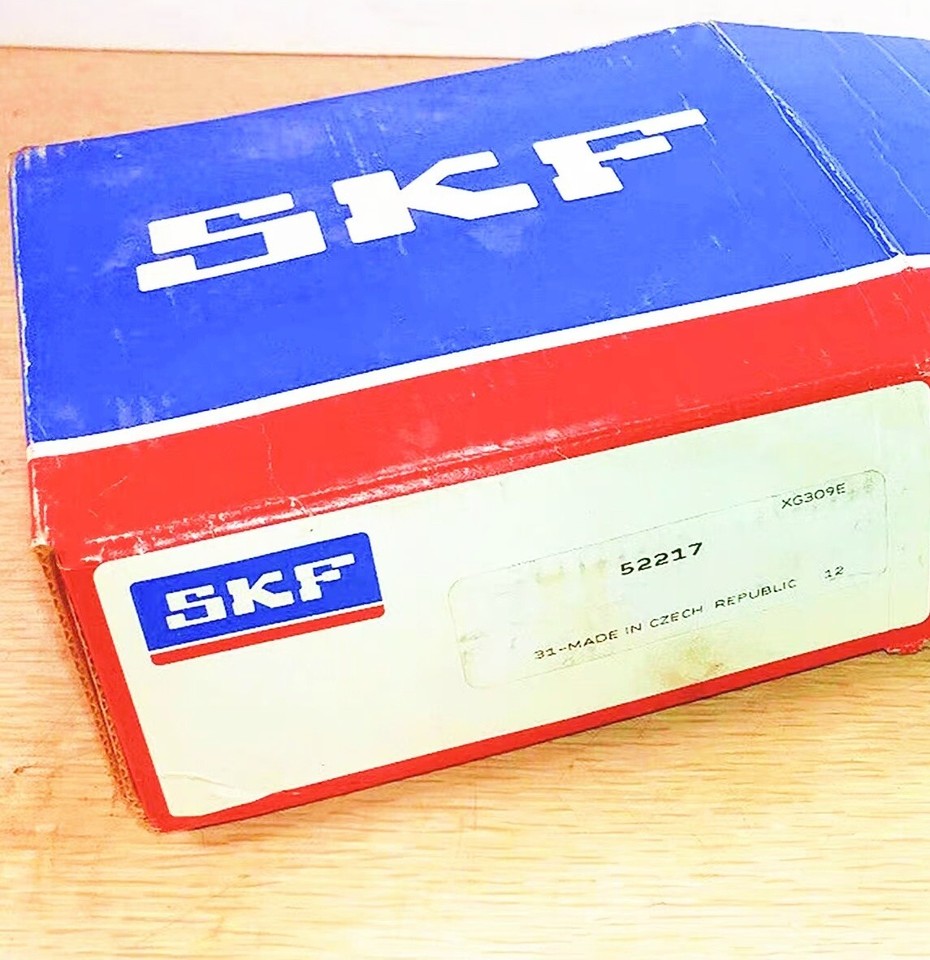 SKF
SKF
XG309E
52217
31-MADE IN CZECH REPUBLIC 12